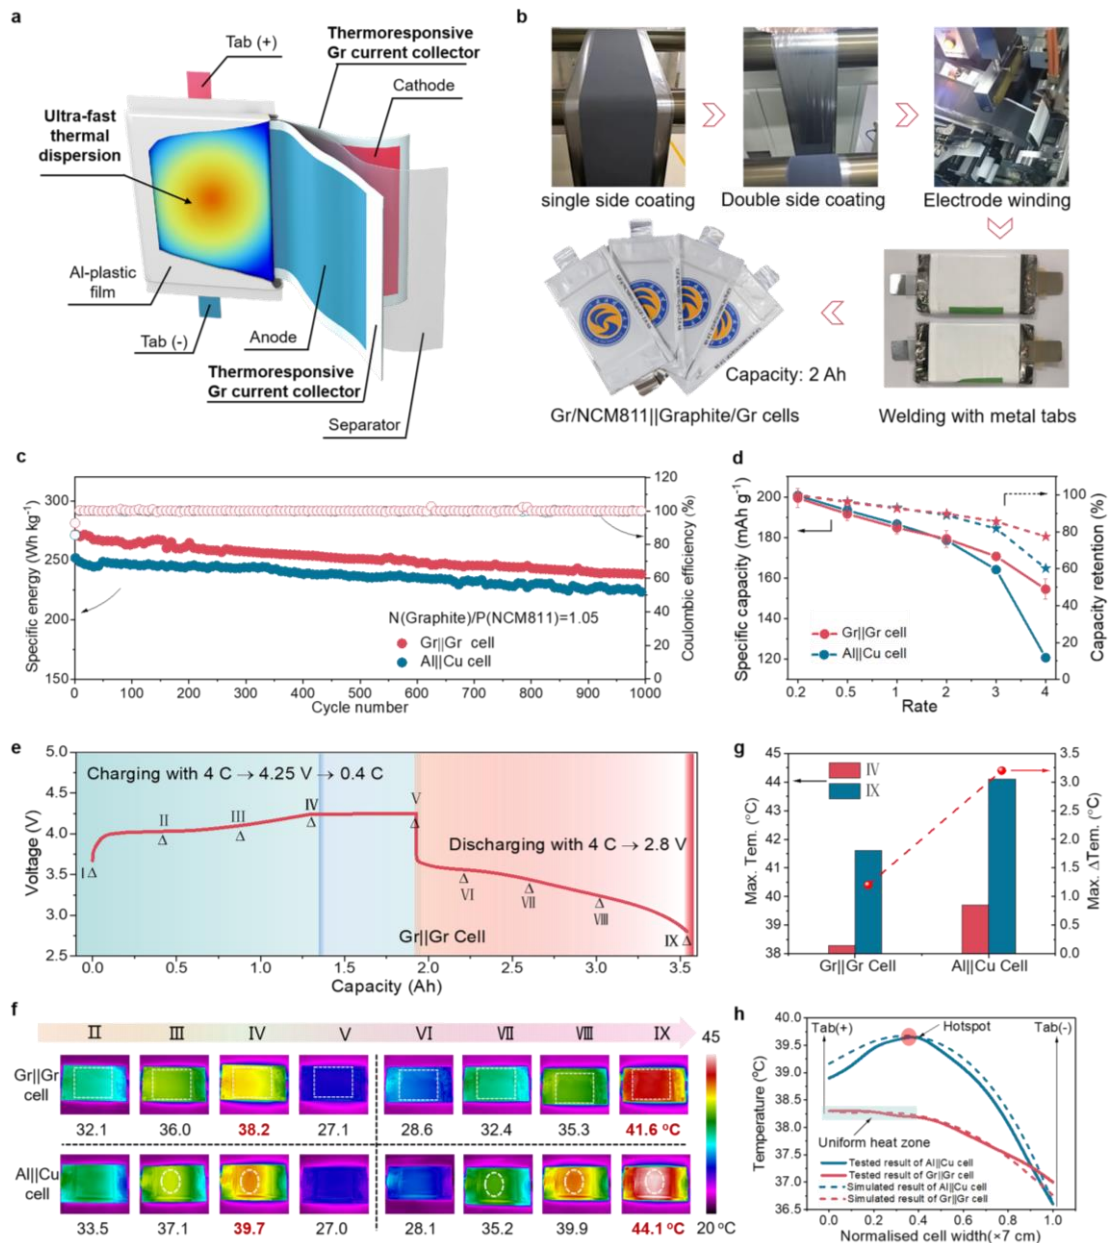 a
Tab (+)
Thermoresponsive
Gr current collector
Cathode
Ultra-fast
thermal
dispersion
Al-plastic
film
Tab (-)
Anode
Thermoresponsive
Gr current collector
Separator
b
single side coating
Double side coating
Electrode winding
Capacity: 2 Ah
Gr/NCM811||Graphite/Gr cells
Welding with metal tabs
c
Specific energy (Wh kg⁻¹)
300
250
200
150
120
100
80
60
40
20
0
Coulombic efficiency (%)
N(Graphite)/P(NCM811)=1.05
Gr||Gr cell
Al||Cu cell
0 100 200 300 400 500 600 700 800 900 1000
Cycle number
d
Specific capacity (mAh g⁻¹)
200
180
160
140
120
100
80
60
40
20
0
Capacity retention (%)
Gr||Gr cell
Al||Cu cell
0.2 0.5 1 2 3 4
Rate
e
Voltage (V)
5.0
4.5
4.0
3.5
3.0
2.5
Charging with 4 C → 4.25 V → 0.4 C
Discharging with 4 C → 2.8 V
I Δ
II
Δ
III
Δ
IV
Δ
V
Δ
Δ
VI
Δ
VII
Δ
VIII
IX Δ
Gr||Gr Cell
0.0 0.5 1.0 1.5 2.0 2.5 3.0 3.5
Capacity (Ah)
g
Max. Tem. (°C)
45
44
43
42
41
40
39
38
IV
IX
3.5
3.0
2.5
2.0
1.5
1.0
0.5
0.0
Max. ΔTem. (°C)
Gr||Gr Cell Al||Cu Cell
f
II III IV V VI VII VIII IX 45
Gr||Gr
cell
32.1 36.0 38.2 27.1 28.6 32.4 35.3 41.6 °C
Al||Cu
cell
33.5 37.1 39.7 27.0 28.1 35.2 39.9 44.1 °C 20 °C
h
Temperature (°C)
40.0
39.5
39.0
38.5
38.0
37.5
37.0
36.5
Tab(+)
Hotspot
Tab(-)
Uniform heat zone
Tested result of Al||Cu cell
Tested result of Gr||Gr cell
Simulated result of Al||Cu cell
Simulated result of Gr||Gr cell
0.0 0.2 0.4 0.6 0.8 1.0
Normalised cell width(×7 cm)